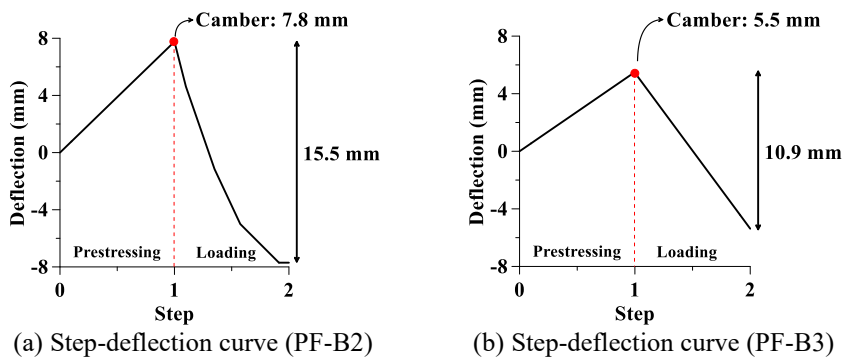 Camber: 7.8 mm
8
4
0
-4
-8
Deflection (mm)
15.5 mm
Prestressing
Loading
0
1
2
Step
(a) Step-deflection curve (PF-B2)
Camber: 5.5 mm
8
4
0
-4
-8
Deflection (mm)
10.9 mm
Prestressing
Loading
0
1
2
Step
(b) Step-deflection curve (PF-B3)